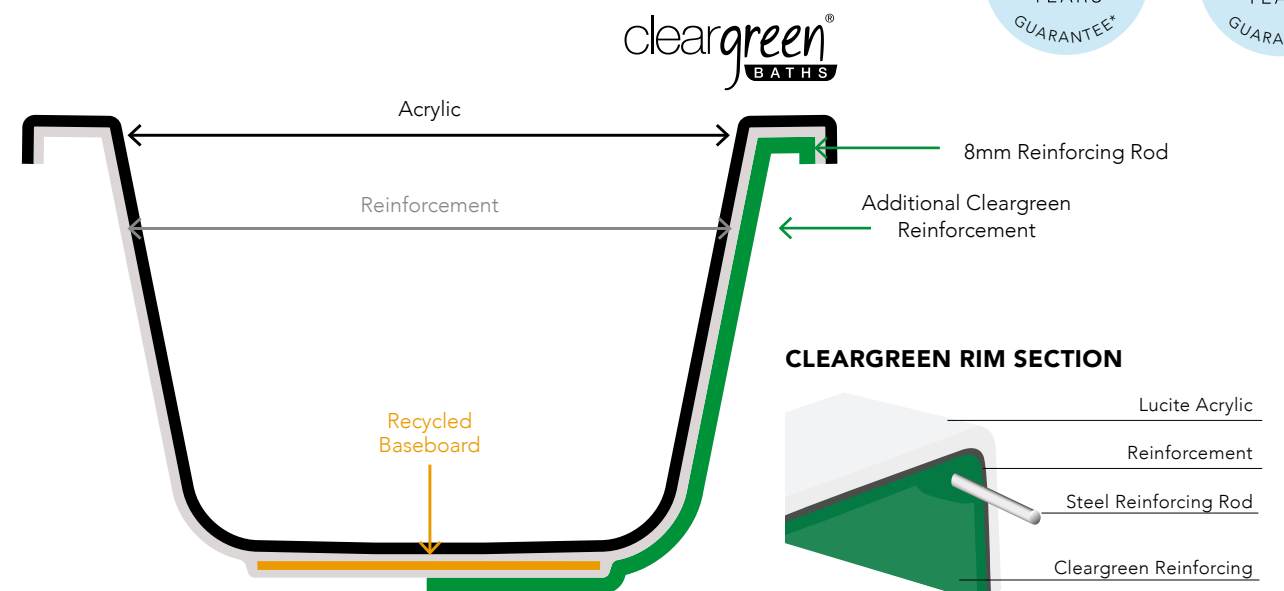 GUARANTEE*
cleargreen®
BATHS
Acrylic
8mm Reinforcing Rod
Reinforcement
Additional Cleargreen
Reinforcement
CLEARGREEN RIM SECTION
Lucite Acrylic
Recycled
Baseboard
Reinforcement
Steel Reinforcing Rod
Cleargreen Reinforcing